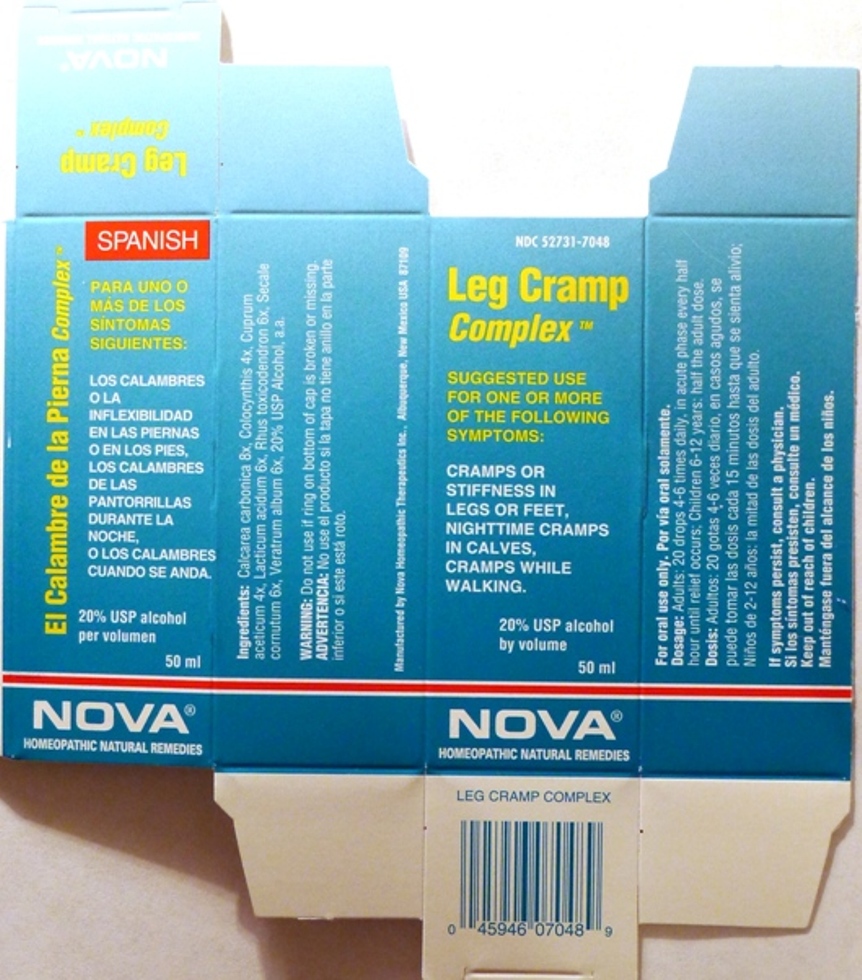 NOVA®
Leg Cramp
Complex™
SPANISH
El Calambre de la Pierna Complex™
PARA UNO O
MÁS DE LOS
SÍNTOMAS
SIGUIENTES:
LOS CALAMBRES
O LA
INFLEXIBILIDAD
EN LAS PIERNAS
O EN LOS PIES,
LOS CALAMBRES
DE LAS
PANTORRILLAS
DURANTE LA
NOCHE,
O LOS CALAMBRES
CUANDO SE ANDA.
20% USP alcohol
per volumen
50 ml
NOVA®
HOMEOPATHIC NATURAL REMEDIES
Ingredients: Calcarea carbonica 8x, Colocynthis 4x, Cuprum
aceticum 4x, Lacticum acidum 6x, Rhus toxicodendron 6x, Secale
cornutum 6x, Veratrum album 6x, 20% USP Alcohol, a.a.
WARNING: Do not use if ring on bottom of cap is broken or missing.
ADVERTENCIA: No use el producto si la tapa no tiene anillo en la parte
inferior o si este está roto.
Manufactured by Nova Homeopathic Therapeutics Inc., Albuquerque, New Mexico USA 87109
NDC 52731-7048
Leg Cramp
Complex™
SUGGESTED USE
FOR ONE OR MORE
OF THE FOLLOWING
SYMPTOMS:
CRAMPS OR
STIFFNESS IN
LEGS OR FEET,
NIGHTTIME CRAMPS
IN CALVES,
CRAMPS WHILE
WALKING.
20% USP alcohol
by volume
50 ml
NOVA®
HOMEOPATHIC NATURAL REMEDIES
For oral use only. Por vía oral solamente.
Dosage: Adults: 20 drops 4-6 times daily, in acute phase every half
hour until relief occurs; Children 6-12 years: half the adult dose.
Dosis: Adultos: 20 gotas 4-6 veces diario, en casos agudos, se
puede tomar las dosis cada 15 minutos hasta que se sienta alivio;
Niños de 2-12 años: la mitad de las dosis del adulto.
If symptoms persist, consult a physician.
Si los síntomas presisten, consulte un médico.
Keep out of reach of children.
Manténgase fuera del alcance de los niños.
LEG CRAMP COMPLEX
0 45946 07048 9